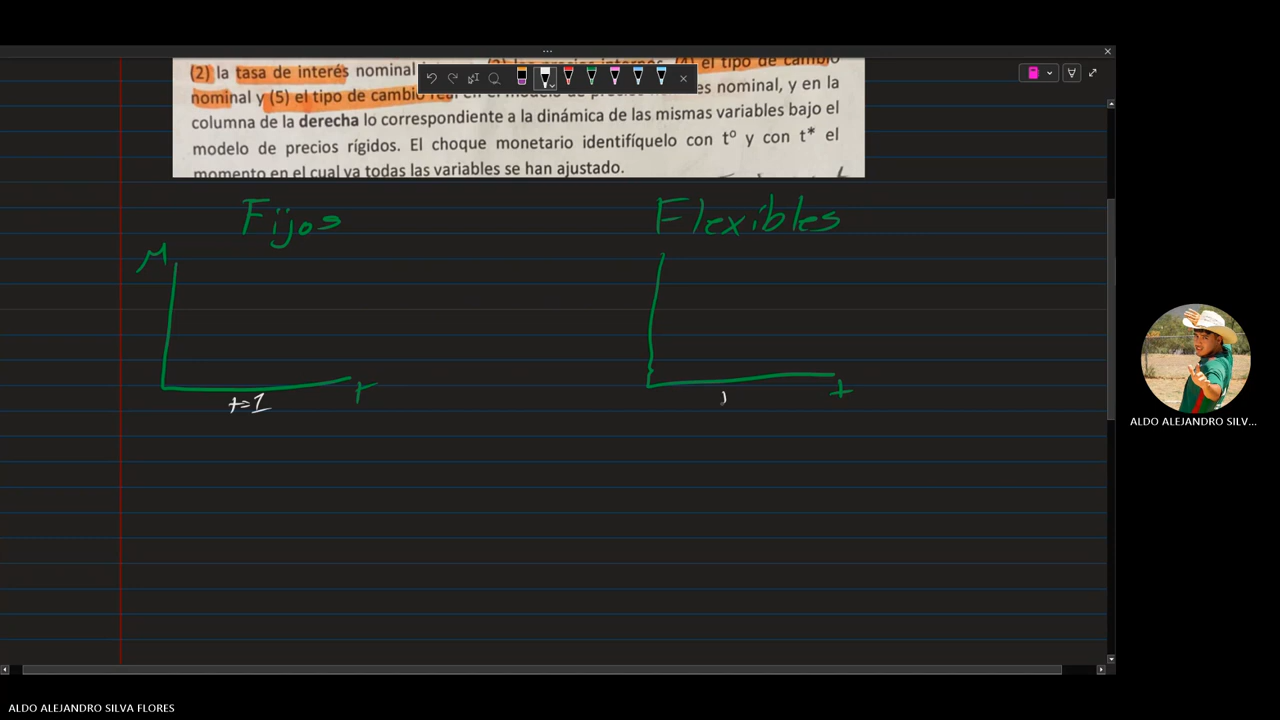 (2) la tasa de interés nominal el tipo de cambio
nominal y (5) el tipo de cambio real es nominal, y en la
columna de la derecha lo correspondiente a la dinámica de las mismas variables bajo el
modelo de precios rígidos. El choque monetario identifíquelo con t⁰ y con t* el
momento en el cual ya todas las variables se han ajustado.
Fijos Flexibles
M
t t
t=1
ALDO ALEJANDRO SILV...
ALDO ALEJANDRO SILVA FLORES